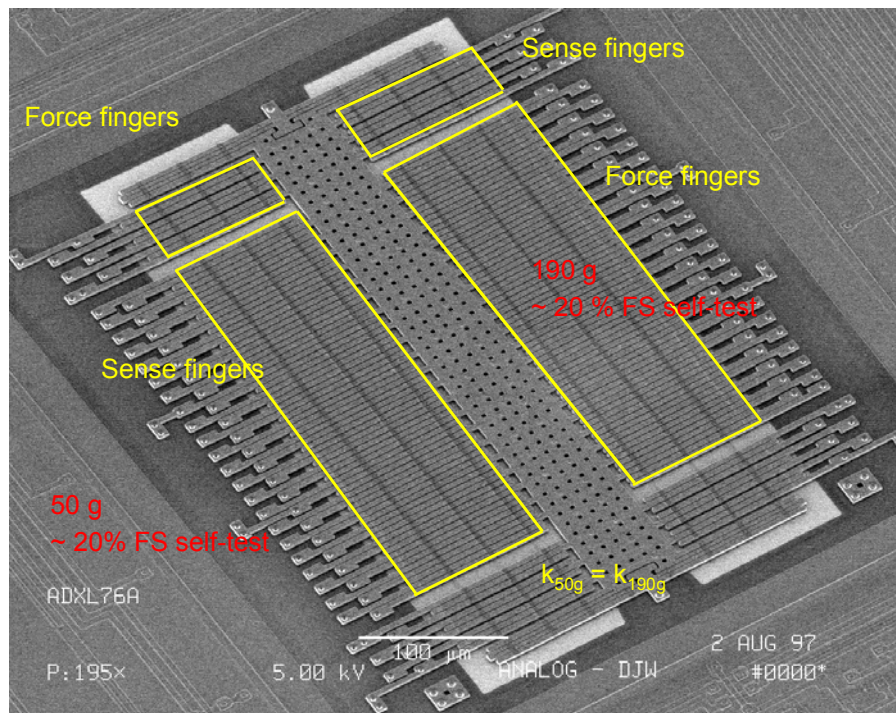 Sense fingers
Force fingers
Force fingers
190 g
~ 20 % FS self-test
Sense fingers
50 g
~ 20% FS self-test
k50g = k190g
ADXL76A
100 µm
2 AUG 97
P:195×
5.00 kV
ANALOG - DJW
#0000*